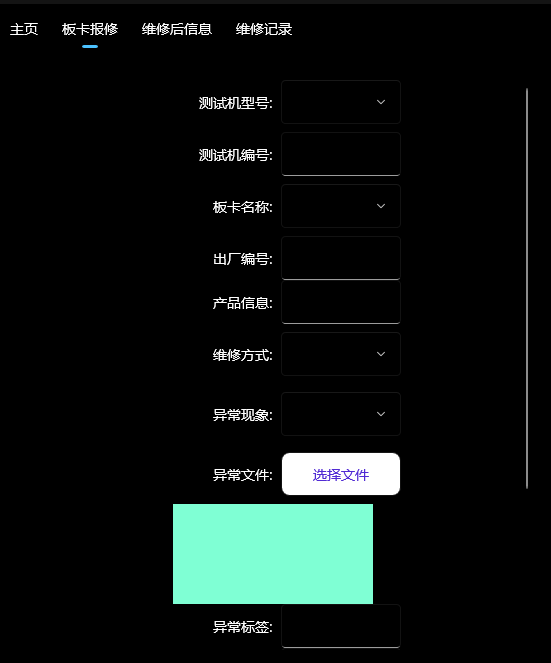 主页 板卡报修 维修后信息 维修记录
测试机型号:
测试机编号:
板卡名称:
出厂编号:
产品信息:
维修方式:
异常现象:
异常文件: 选择文件
异常标签: